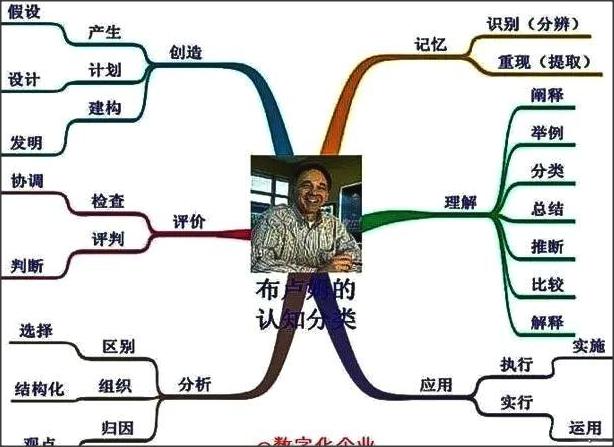 假设
产生
创造
设计
计划
建构
发明
记忆
识别（分辨）
重现（提取）
阐释
举例
分类
理解
总结
推断
比较
解释
协调
检查
评价
评判
判断
布卢姆的
认知分类
选择
区别
结构化
组织
分析
归因
观点
应用
执行
实施
实行
运用
@数字化企业